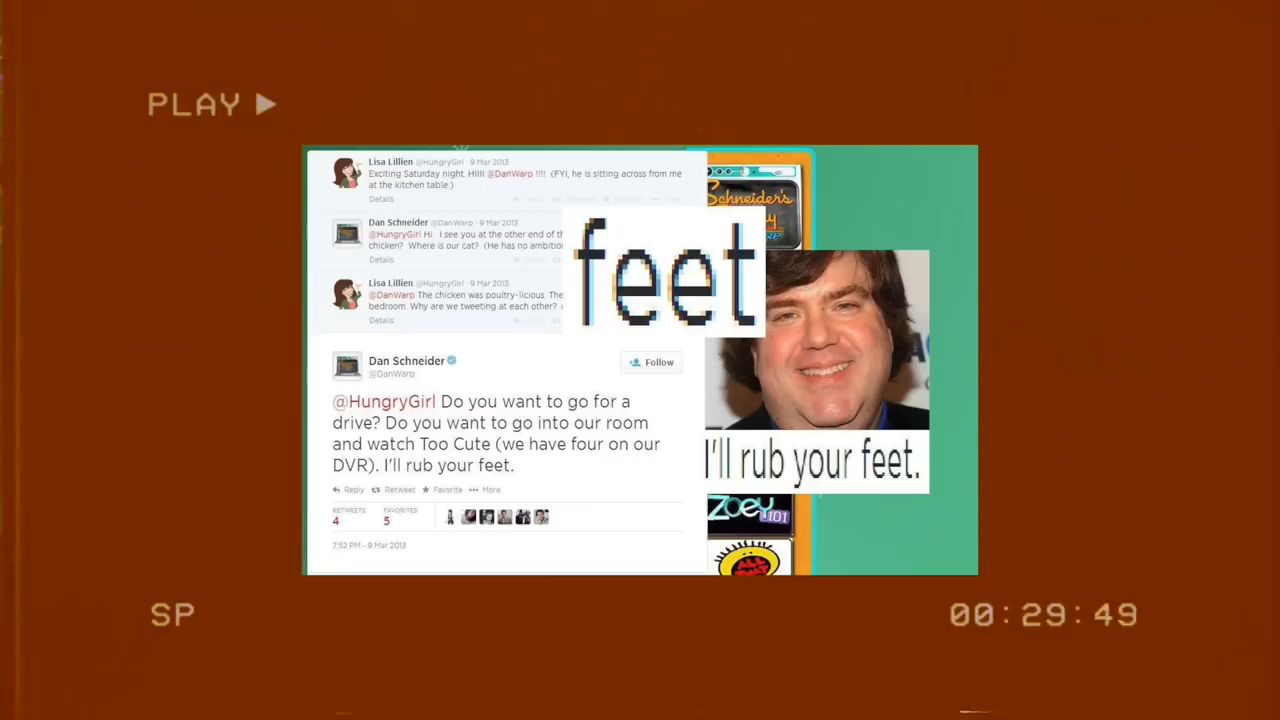 PLAY
Lisa Lillien @HungryGirl · 9 Mar 2013
Exciting Saturday night. HIIII @DanWarp !!!! (FYI, he is sitting across from me
at the kitchen table.)
Details
Dan Schneider @DanWarp · 9 Mar 2013
@HungryGirl Hi. I see you at the other end of
chicken? Where is our cat? (He has no
Details
Lisa Lillien @HungryGirl · 9 Mar 2013
@DanWarp The chicken was poultry-licious.
bedroom. Why are we tweeting at each other?
Details
feet
Schneider's
Dan Schneider
@DanWarp
Follow
@HungryGirl Do you want to go for a
drive? Do you want to go into our room
and watch Too Cute (we have four on our
DVR). I'll rub your feet.
Reply Retweet Favorite More
RETWEETS FAVORITES
4 5
7:52 PM - 9 Mar 2013
I'll rub your feet.
ZOEY 101
ALL THAT
SP
00:29:49